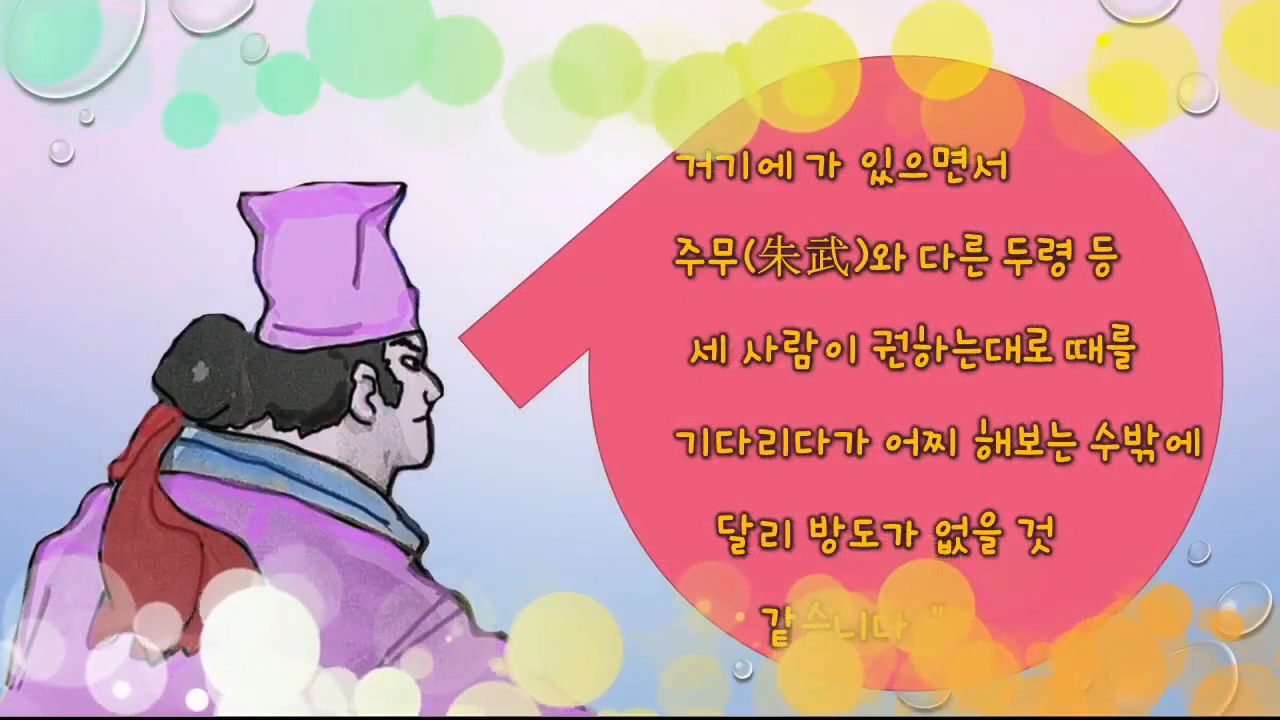 거기에 가 있으면서
주무(朱武)와 다른 두령 등
세 사람이 권하는대로 때를
기다리다가 어찌 해보는 수밖에
달리 방도가 없을 것
같습니다 "